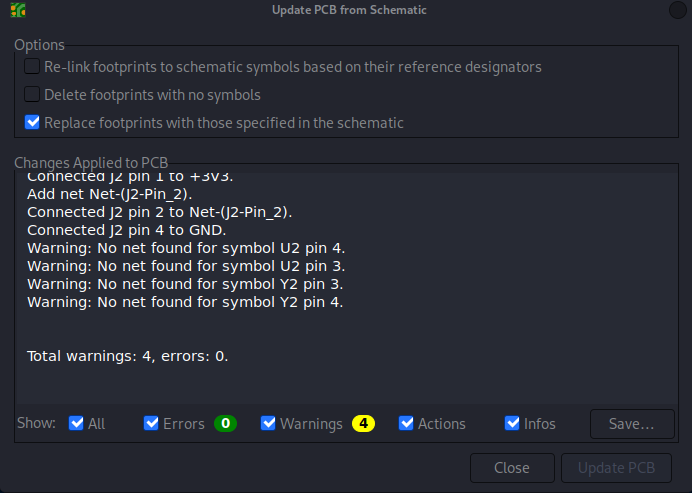 Update PCB from Schematic
Options
Re-link footprints to schematic symbols based on their reference designators
Delete footprints with no symbols
Replace footprints with those specified in the schematic
Changes Applied to PCB
Connected J2 pin 1 to +3V3.
Add net Net-(J2-Pin_2).
Connected J2 pin 2 to Net-(J2-Pin_2).
Connected J2 pin 4 to GND.
Warning: No net found for symbol U2 pin 4.
Warning: No net found for symbol U2 pin 3.
Warning: No net found for symbol Y2 pin 3.
Warning: No net found for symbol Y2 pin 4.
Total warnings: 4, errors: 0.
Show: All Errors 0 Warnings 4 Actions Infos Save...
Close Update PCB